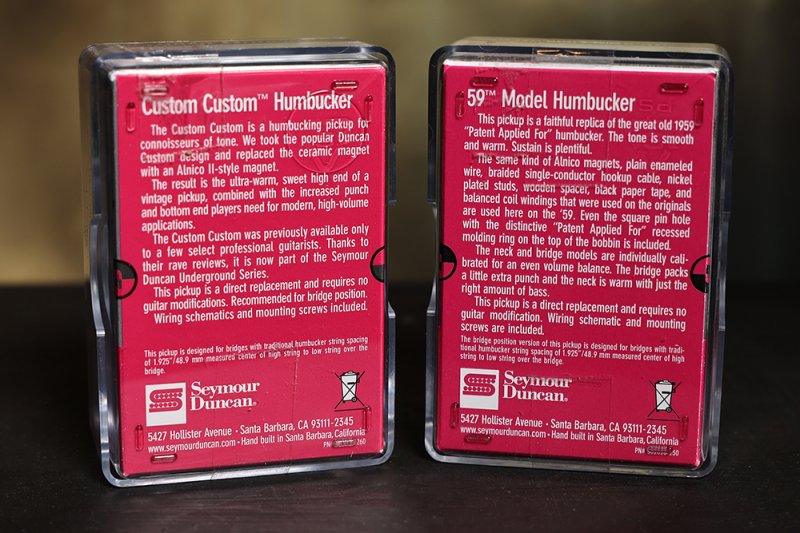 Custom Custom™ Humbucker
The Custom Custom is a humbucking pickup for
connoisseurs of tone. We took the popular Duncan
Custom design and replaced the ceramic magnet
with an Alnico II-style magnet.
The result is the ultra-warm, sweet high end of a
vintage pickup, combined with the increased punch
and bottom end players need for modern, high-volume
applications.
The Custom Custom was previously available only
to a few select professional guitarists. Thanks to
their rave reviews, it is now part of the Seymour
Duncan Underground Series.
This pickup is a direct replacement and requires no
guitar modifications. Recommended for bridge position.
Wiring schematics and mounting screws included.
This pickup is designed for bridges with traditional humbucker string spacing
of 1.925"/48.9 mm measured center of high string to low string over the
bridge.
Seymour
Duncan®
5427 Hollister Avenue • Santa Barbara, CA 93111-2345
www.seymourduncan.com • Hand built in Santa Barbara, California
PN#
59™ Model Humbucker
This pickup is a faithful replica of the great old 1959
"Patent Applied For" humbucker. The tone is smooth
and warm. Sustain is plentiful.
The same kind of Alnico magnets, plain enameled
wire, braided single-conductor hookup cable, nickel
plated studs, wooden spacer, black paper tape, and
balanced coil windings that were used on the originals
are used here on the '59. Even the square pin hole
with the distinctive "Patent Applied For" recessed
molding ring on the top of the bobbin is included.
The neck and bridge models are individually cali-
brated for an even volume balance. The bridge packs
a little extra punch and the neck is warm with just the
right amount of bass.
This pickup is a direct replacement and requires no
guitar modification. Wiring schematic and mounting
screws are included.
The bridge position version of this pickup is designed for bridges with tradi-
tional humbucker string spacing of 1.925"/48.9 mm measured center of high
string to low string over the bridge.
Seymour
Duncan®
5427 Hollister Avenue • Santa Barbara, CA 93111-2345
www.seymourduncan.com • Hand built in Santa Barbara, California
PN#